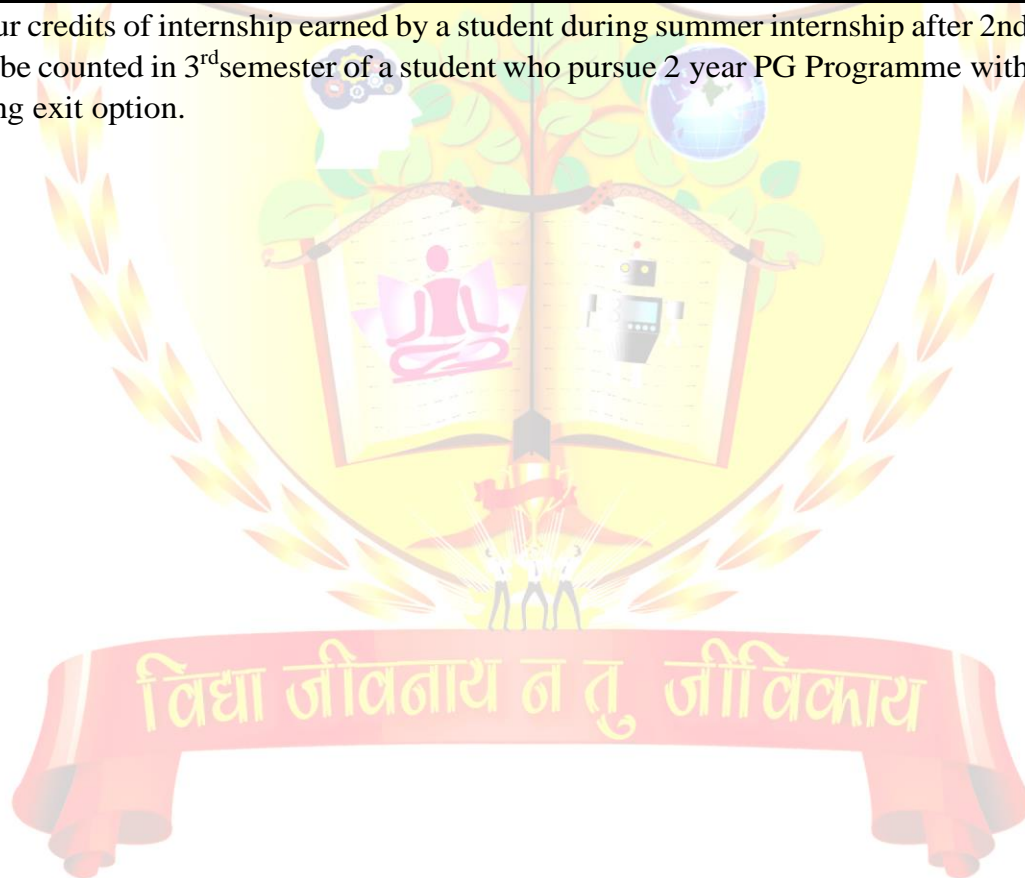 ur credits of internship earned by a student during summer internship after 2nd
be counted in 3rdsemester of a student who pursue 2 year PG Programme with
ng exit option.
विद्या जीवनाय न तु जीविकाय